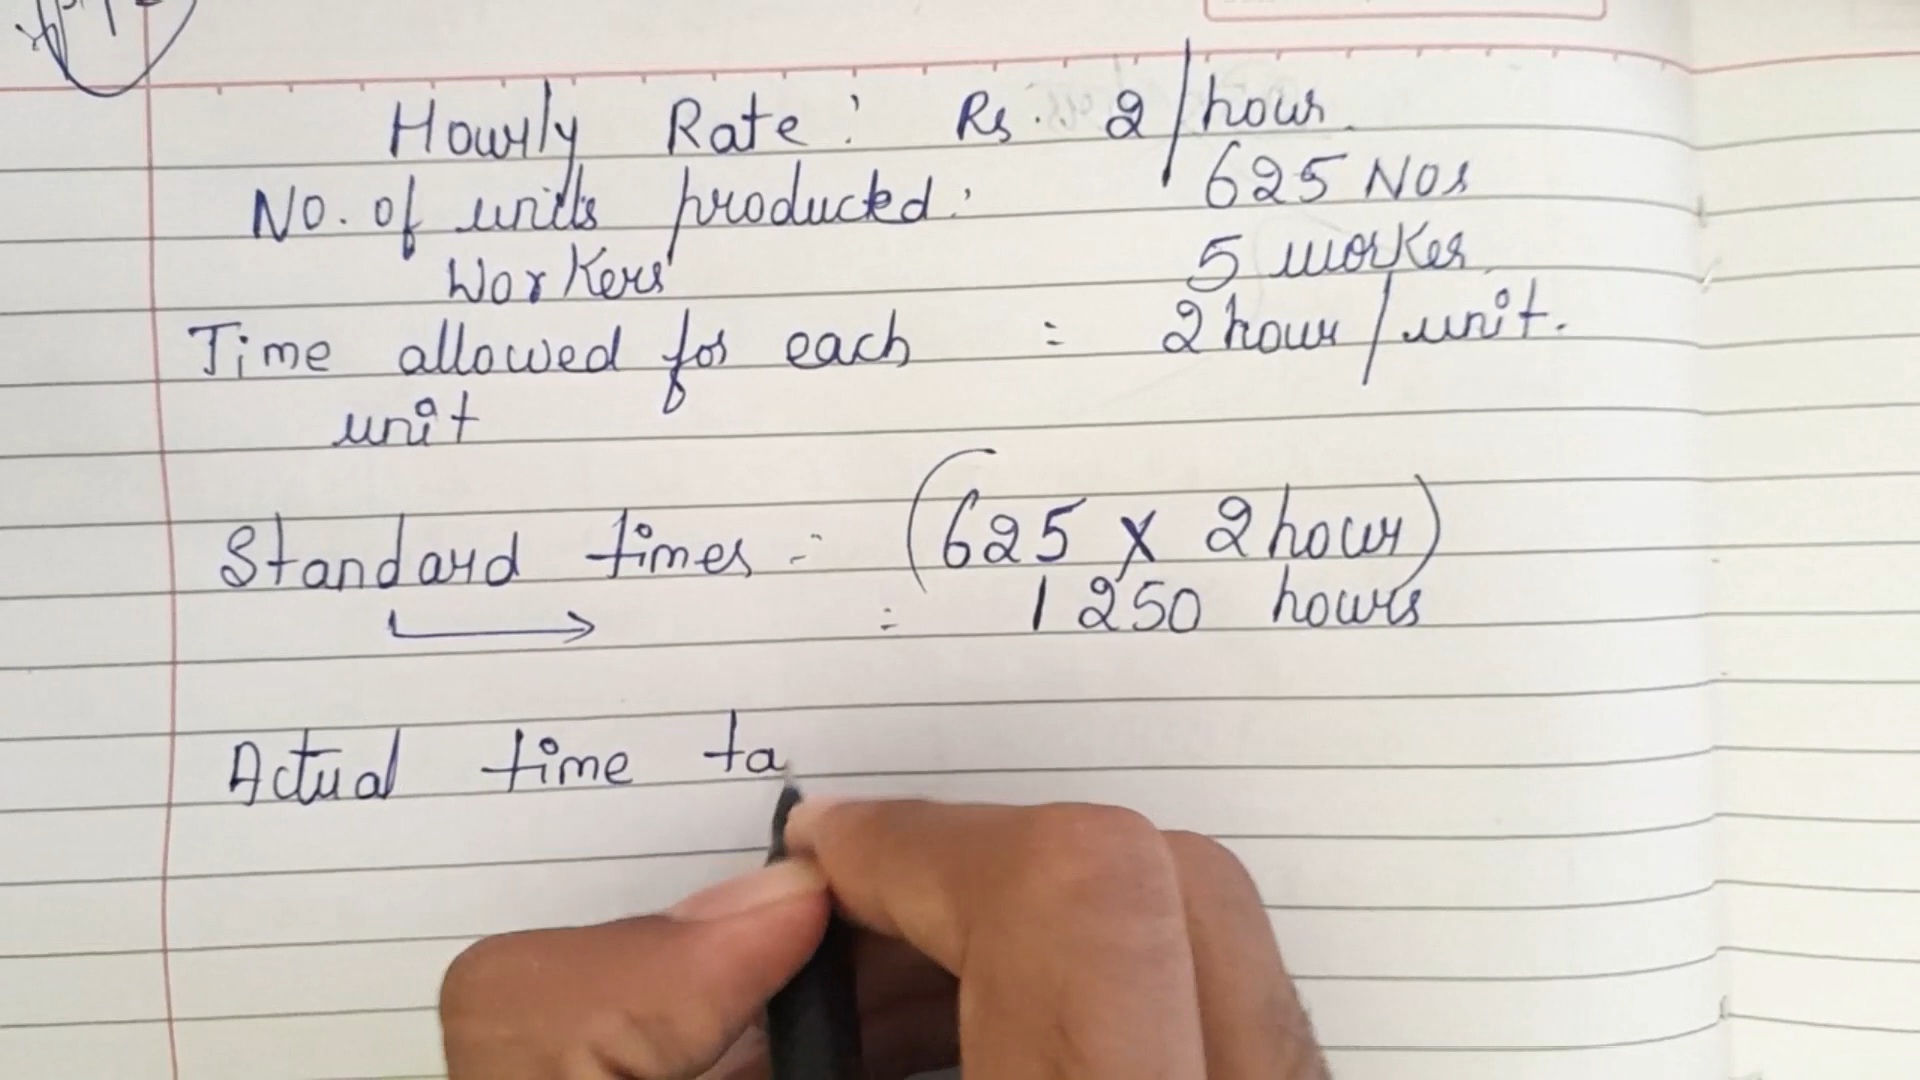 Hourly Rate: Rs. 2/hour.
No. of units produced: 625 Nos
Workers 5 worker
Time allowed for each = 2 hour/unit.
unit
Standard times = (625 x 2 hour)
= 1250 hours
Actual time ta